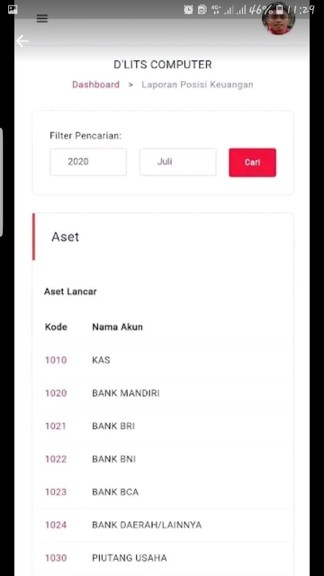 46% 11:29
D'LITS COMPUTER
Dashboard > Laporan Posisi Keuangan
Filter Pencarian:
2020 Juli Cari
Aset
Aset Lancar
Kode Nama Akun
1010 KAS
1020 BANK MANDIRI
1021 BANK BRI
1022 BANK BNI
1023 BANK BCA
1024 BANK DAERAH/LAINNYA
1030 PIUTANG USAHA